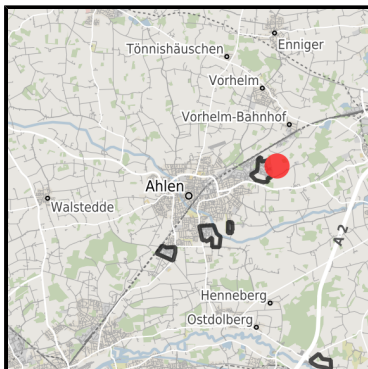 Enniger
Tönnishäuschen
Vorhelm
Vorhelm-Bahnhof
Ahlen
Walstedde
A 2
Henneberg
Ostdolberg